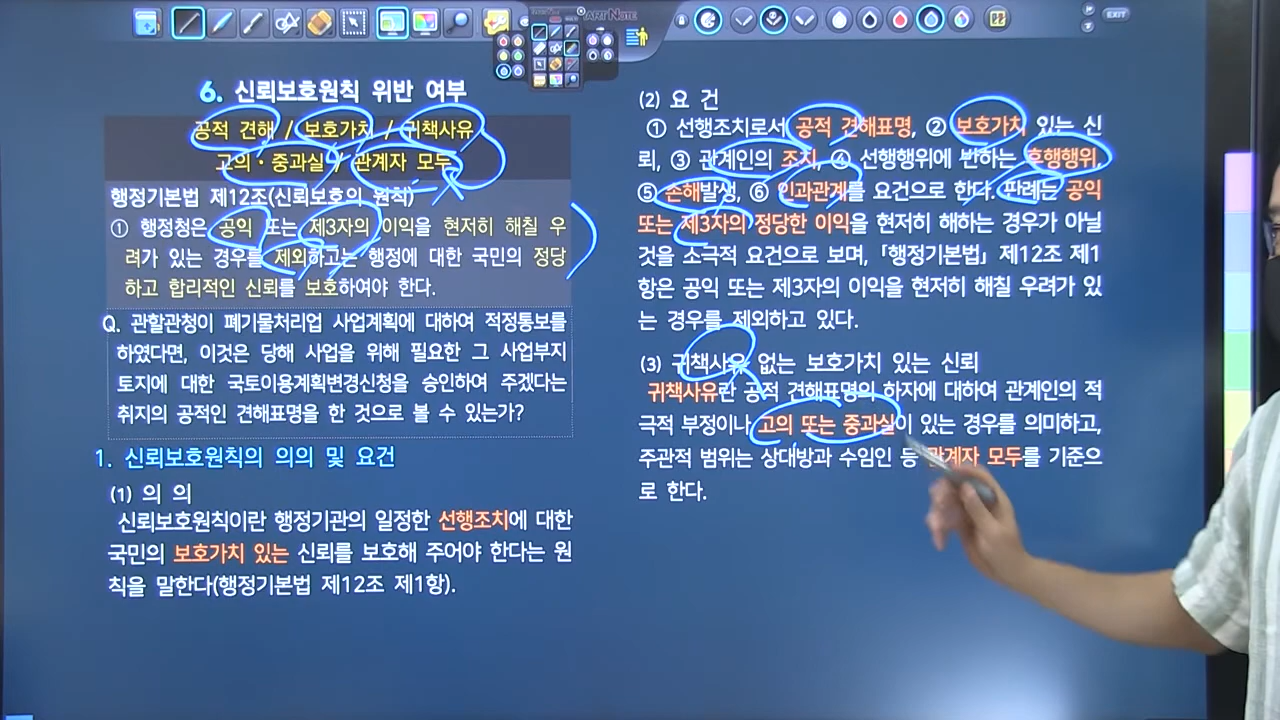 EXIT
6. 신뢰보호원칙 위반 여부
공적 견해 / 보호가치 / 귀책사유
고의·중과실 / 관계자 모두
행정기본법 제12조(신뢰보호의 원칙)
① 행정청은 공익 또는 제3자의 이익을 현저히 해칠 우
려가 있는 경우를 제외하고는 행정에 대한 국민의 정당
하고 합리적인 신뢰를 보호하여야 한다.
Q. 관할관청이 폐기물처리업 사업계획에 대하여 적정통보를
하였다면, 이것은 당해 사업을 위해 필요한 그 사업부지
토지에 대한 국토이용계획변경신청을 승인하여 주겠다는
취지의 공적인 견해표명을 한 것으로 볼 수 있는가?
1. 신뢰보호원칙의 의의 및 요건
(1) 의 의
신뢰보호원칙이란 행정기관의 일정한 선행조치에 대한
국민의 보호가치 있는 신뢰를 보호해 주어야 한다는 원
칙을 말한다(행정기본법 제12조 제1항).
(2) 요 건
① 선행조치로서 공적 견해표명, ② 보호가치 있는 신
뢰, ③ 관계인의 조치, ④ 선행행위에 반하는 후행행위,
⑤ 손해발생, ⑥ 인과관계를 요건으로 한다. 판례는 공익
또는 제3자의 정당한 이익을 현저히 해하는 경우가 아닐
것을 소극적 요건으로 보며, 「행정기본법」 제12조 제1
항은 공익 또는 제3자의 이익을 현저히 해칠 우려가 있
는 경우를 제외하고 있다.
(3) 귀책사유 없는 보호가치 있는 신뢰
귀책사유란 공적 견해표명의 하자에 대하여 관계인의 적
극적 부정이나 고의 또는 중과실이 있는 경우를 의미하고,
주관적 범위는 상대방과 수임인 등 관계자 모두를 기준으
로 한다.